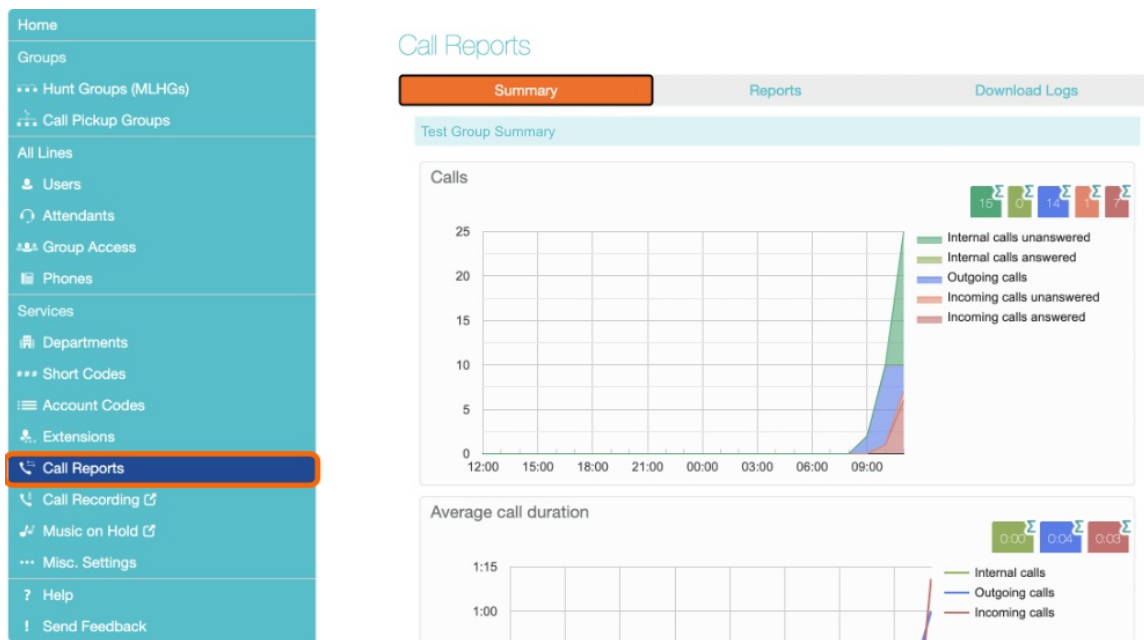 Home
Groups
Hunt Groups (MLHGs)
Call Pickup Groups
All Lines
Users
Attendants
Group Access
Phones
Services
Departments
### Short Codes
Account Codes
Extensions
Call Reports
Call Recording
Music on Hold
Misc. Settings
? Help
! Send Feedback
Call Reports
Summary Reports Download Logs
Test Group Summary
Calls
15 Σ 0 Σ 14 Σ 1 Σ 7 Σ
Internal calls unanswered
Internal calls answered
Outgoing calls
Incoming calls unanswered
Incoming calls answered
25
20
15
10
5
0
12:00 15:00 18:00 21:00 00:00 03:00 06:00 09:00
Average call duration
0:00 Σ 0:04 Σ 0:03 Σ
Internal calls
Outgoing calls
Incoming calls
1:15
1:00